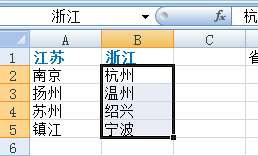 浙江 fx 杭
A B C
1 江苏 浙江 省
2 南京 杭州
3 扬州 温州
4 苏州 绍兴
5 镇江 宁波
6